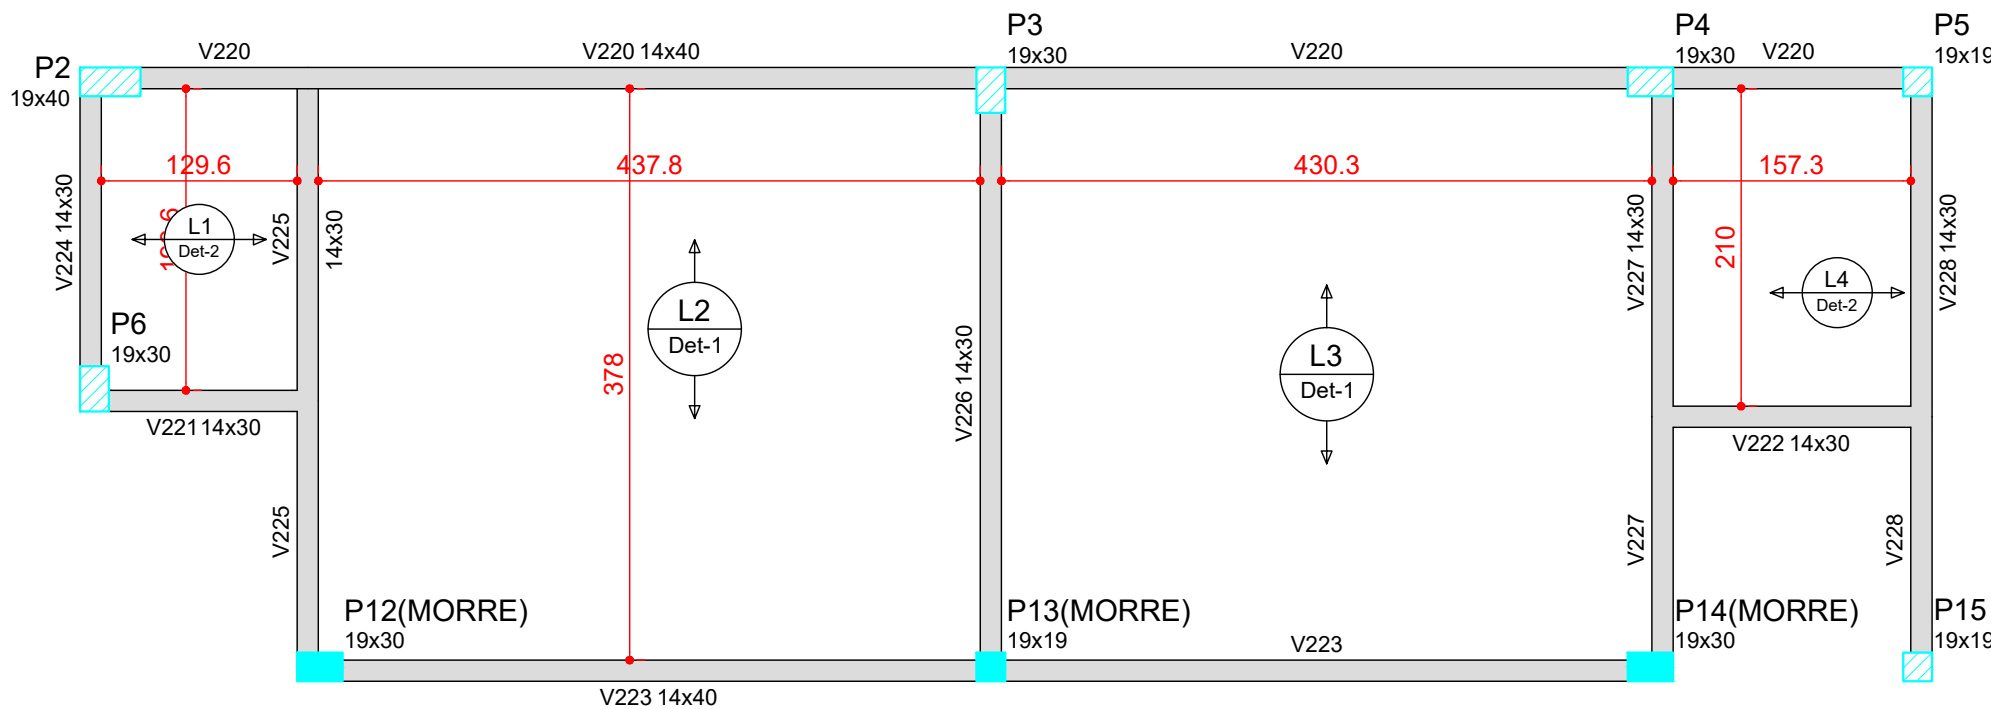 P2
19x40
V220
V220 14x40
P3
19x30
V220
P4
19x30
V220
P5
19x19
129.6
437.8
430.3
157.3
V224 14x30
L1
Det-2
V225
14x30
L2
Det-1
378
V226 14x30
L3
Det-1
V227 14x30
210
L4
Det-2
V228 14x30
P6
19x30
V221 14x30
V222 14x30
V225
V227
V228
P12(MORRE)
19x30
P13(MORRE)
19x19
V223
P14(MORRE)
19x30
P15
19x19
V223 14x40